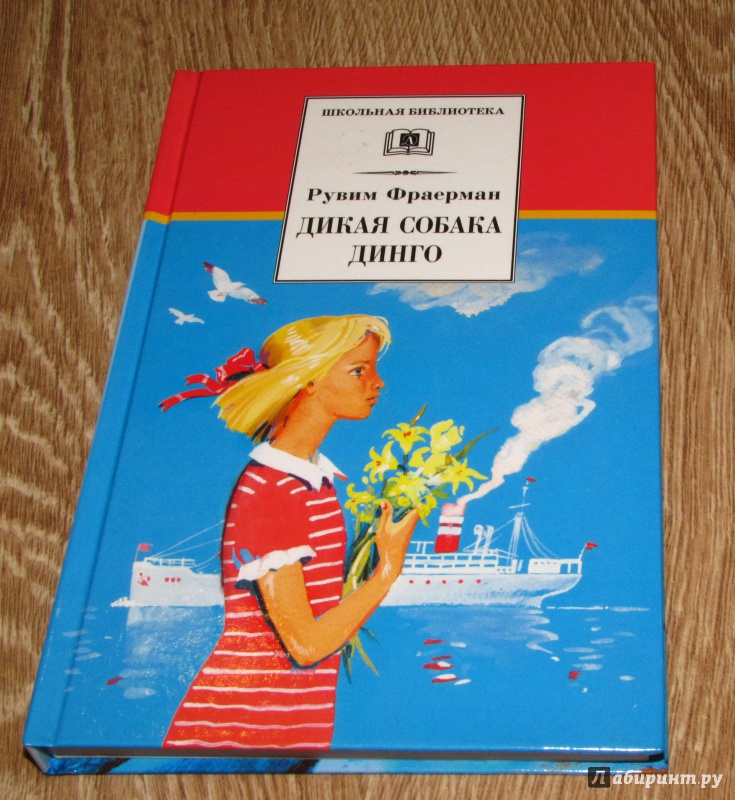 ШКОЛЬНАЯ БИБЛИОТЕКА
Рувим Фраерман
ДИКАЯ СОБАКА
ДИНГО
Лабиринт.ру